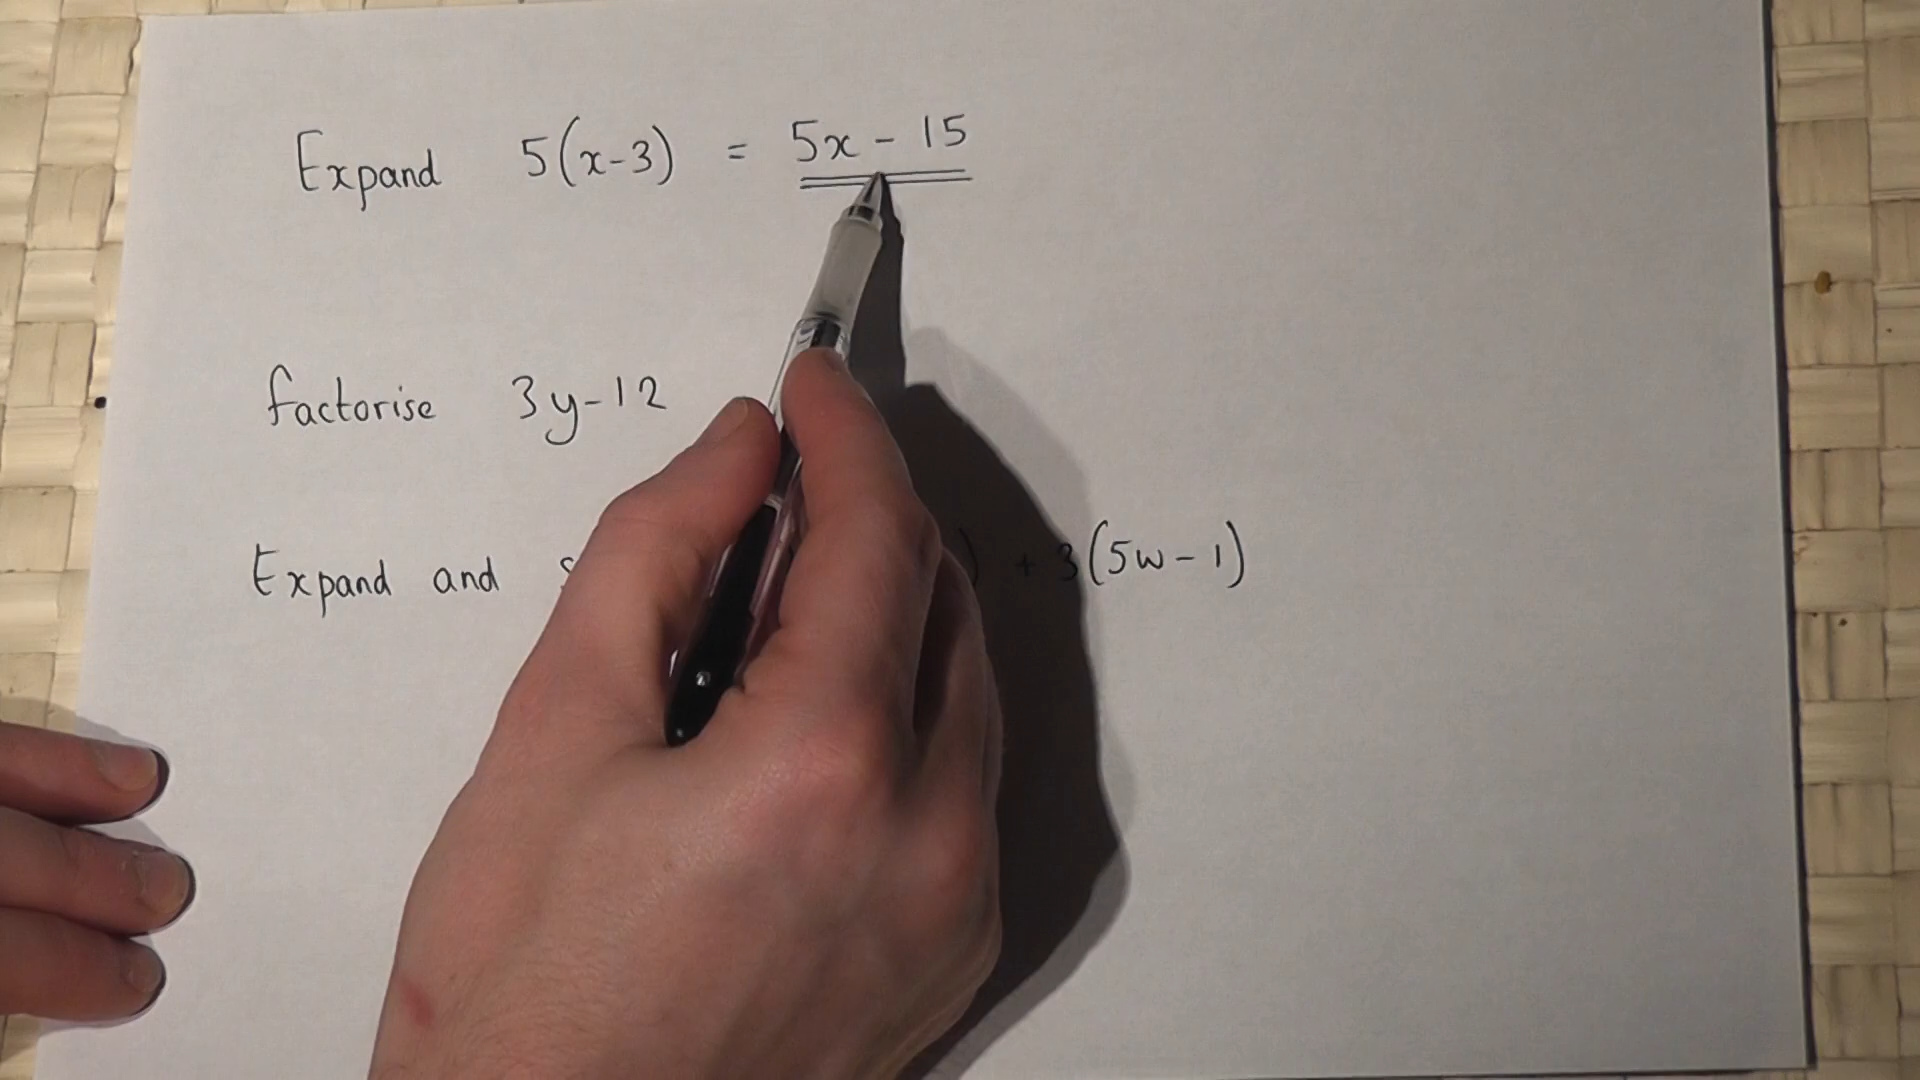 Expand 5(x-3) = 5x - 15
factorise 3y-12
Expand and ) + 3(5w-1)